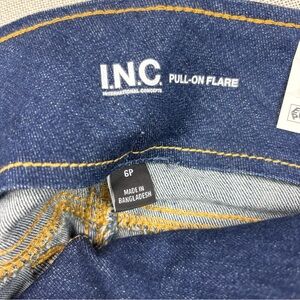 I.N.C. PULL-ON FLARE
INTERNATIONAL CONCEPTS
6P
MADE IN
BANGLADESH